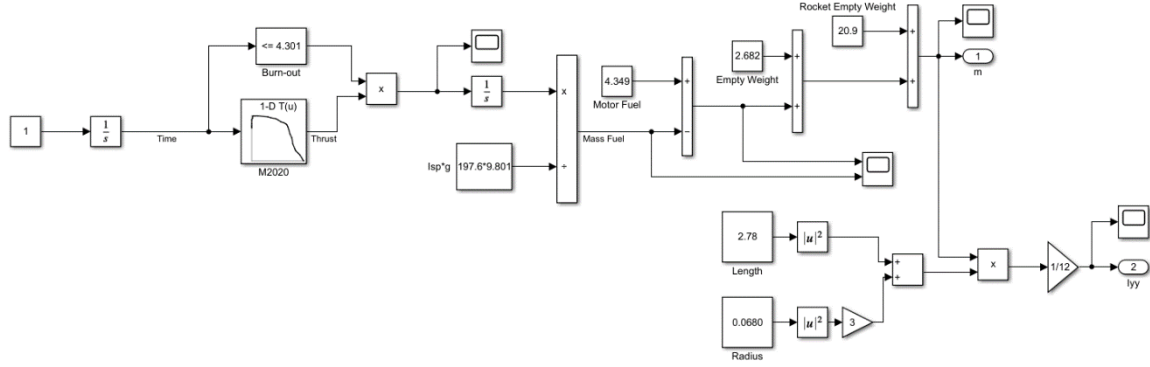 1
1
s
Time
<= 4.301
Burn-out
1-D T(u)
M2020
Thrust
x
1
s
Isp*g
197.6*9.801
x
÷
Mass Fuel
4.349
Motor Fuel
+
−
2.682
Empty Weight
+
+
Rocket Empty Weight
20.9
+
+
1
m
2.78
Length
|u|²
0.0680
Radius
|u|²
3
+
+
x
1/12
2
Iyy